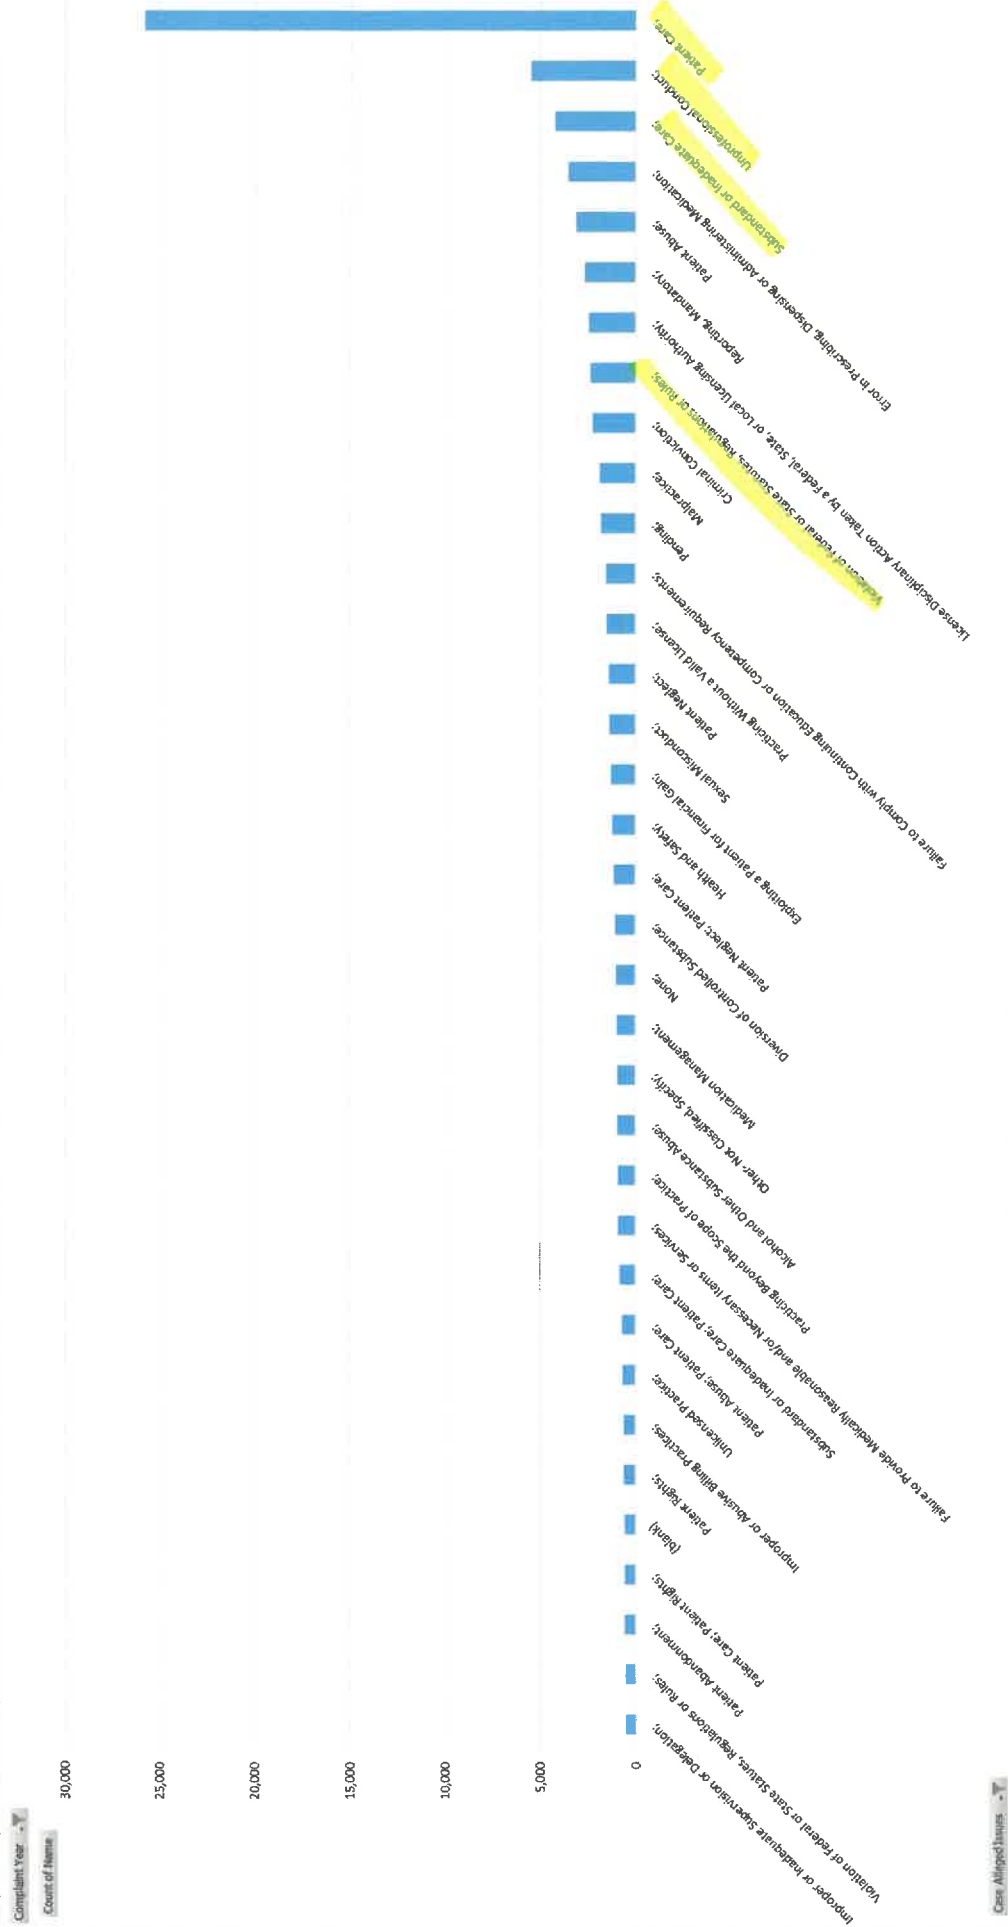 Complaint Year
Count of Name
30,000
25,000
20,000
15,000
10,000
5,000
0
Improper or Inadequate Supervision or Delegation;
Violation of Federal or State Statues, Regulations or Rules;
Patient Abandonment;
Patient Care; Patient Rights;
(blank)
Patient Rights;
Improper or Abusive Billing Practices;
Unlicensed Practice;
Patient Abuse; Patient Care;
Substandard or Inadequate Care; Patient Care;
Failure to Provide Medically Reasonable and/or Necessary Items or Services;
Practicing Beyond the Scope of Practice;
Alcohol and Other Substance Abuse;
Other- Not Classified, Specify;
Medication Management;
None;
Diversion of Controlled Substance;
Patient Neglect; Patient Care;
Health and Safety;
Exploiting a Patient for Financial Gain;
Sexual Misconduct;
Patient Neglect;
Practicing Without a Valid License;
Failure to Comply with Continuing Education or Competency Requirements;
Pending;
Malpractice;
Criminal Conviction;
Violation of Federal or State Statutes, Regulations or Rules;
License Disciplinary Action Taken by a Federal, State, or Local Licensing Authority;
Reporting, Mandatory;
Patient Abuse;
Error in Prescribing, Dispensing or Administering Medication;
Substandard or Inadequate Care;
Unprofessional Conduct;
Patient Care;
Case Alleged Issues